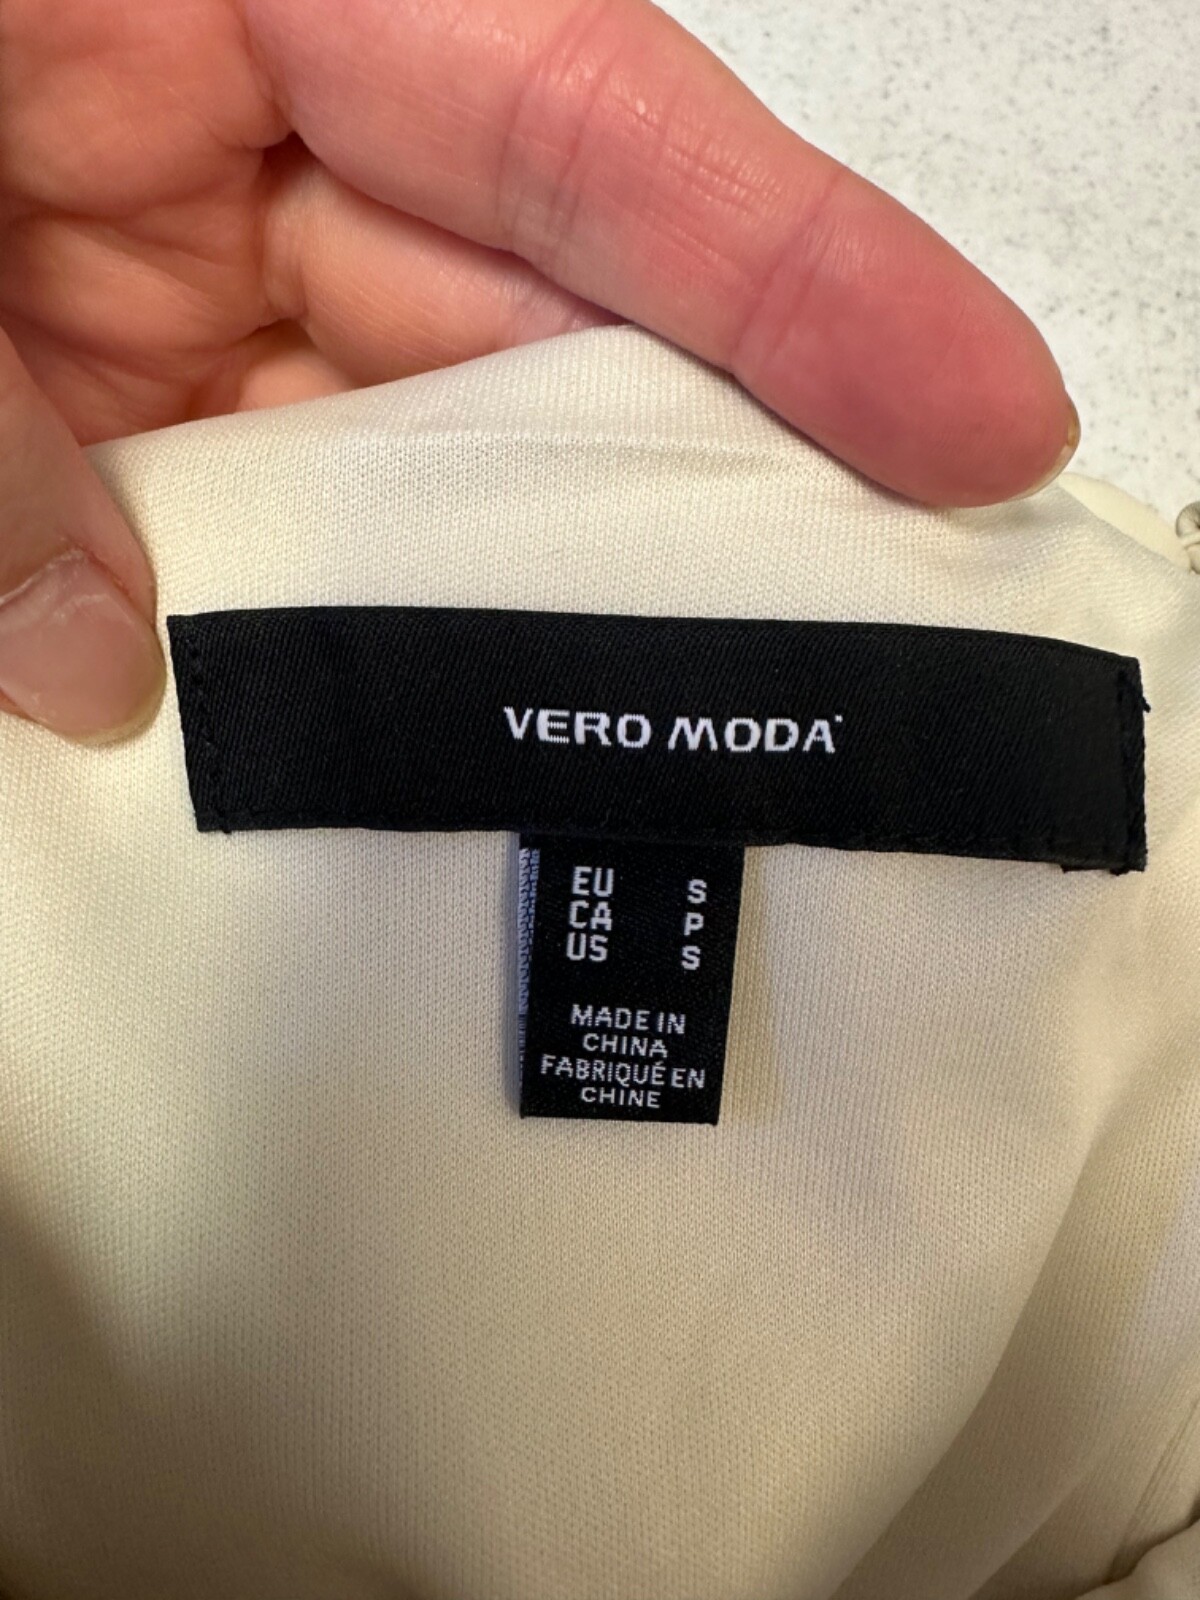 VERO MODA
EU S
CA P
US S
MADE IN
CHINA
FABRIQUÉ EN
CHINE